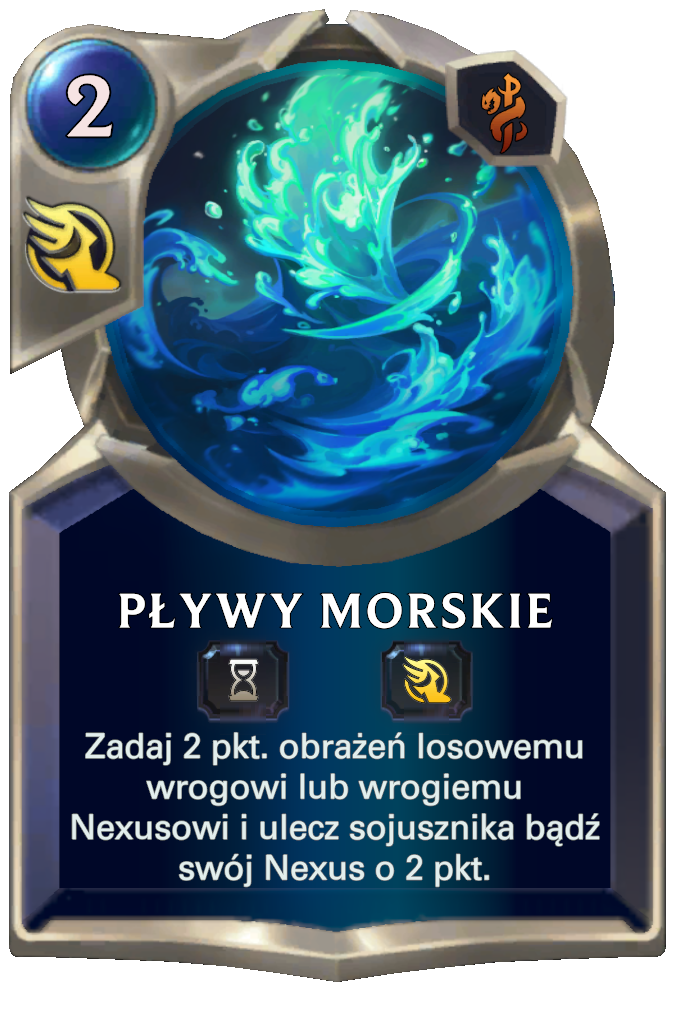 2
PŁYWY MORSKIE
Zadaj 2 pkt. obrażeń losowemu
wrogowi lub wrogiemu
Nexusowi i ulecz sojusznika bądź
swój Nexus o 2 pkt.